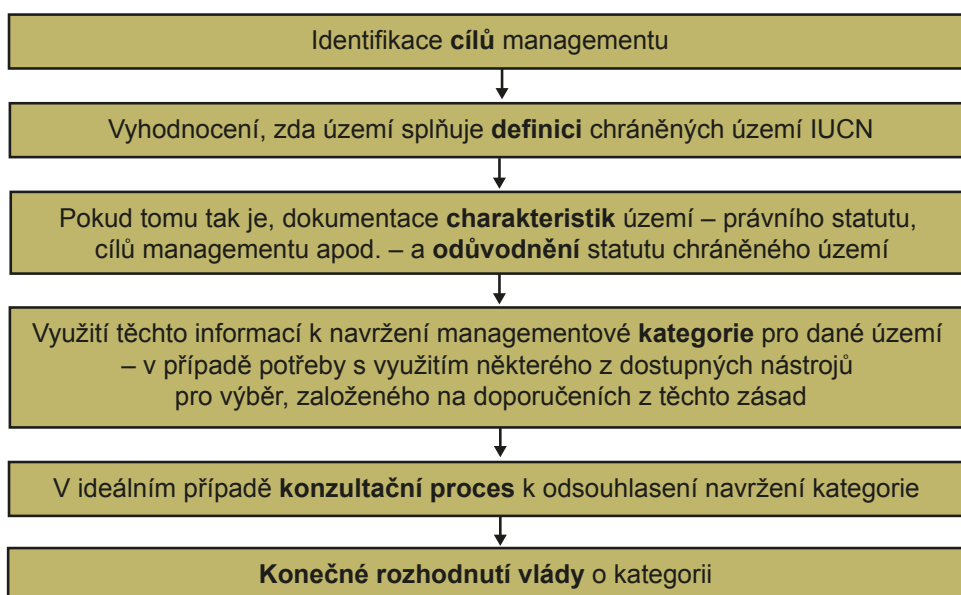 Identifikace cílů managementu
Vyhodnocení, zda území splňuje definici chráněných území IUCN
Pokud tomu tak je, dokumentace charakteristik území – právního statutu,
cílů managementu apod. – a odůvodnění statutu chráněného území
Využití těchto informací k navržení managementové kategorie pro dané území
– v případě potřeby s využitím některého z dostupných nástrojů
pro výběr, založeného na doporučeních z těchto zásad
V ideálním případě konzultační proces k odsouhlasení navržení kategorie
Konečné rozhodnutí vlády o kategorii